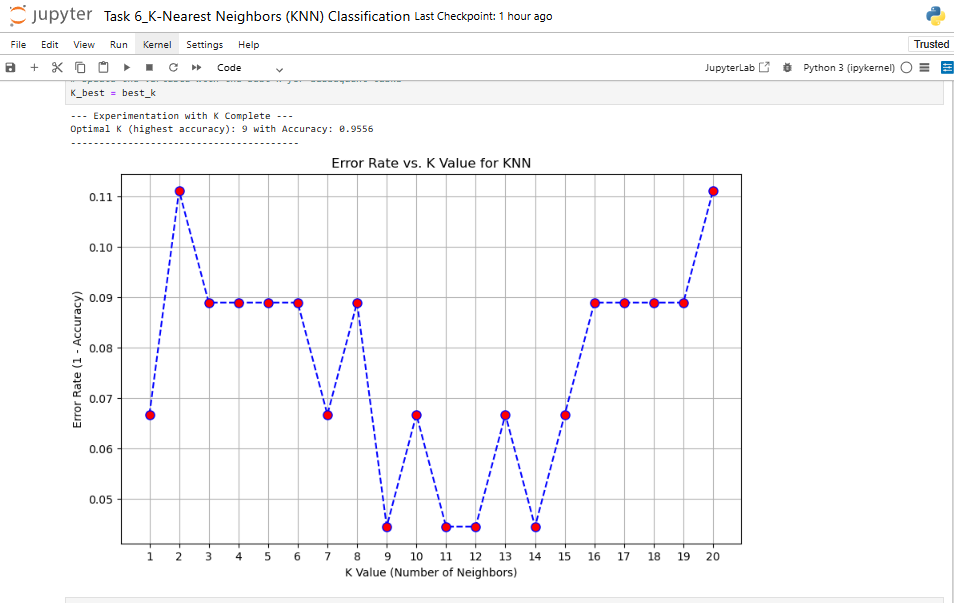 jupyter Task 6_K-Nearest Neighbors (KNN) Classification Last Checkpoint: 1 hour ago
File Edit View Run Kernel Settings Help
Trusted
Code
JupyterLab
Python 3 (ipykernel)
K_best = best_k
--- Experimentation with K Complete ---
Optimal K (highest accuracy): 9 with Accuracy: 0.9556
----------------------------------------
Error Rate vs. K Value for KNN
Error Rate (1 - Accuracy)
0.11
0.10
0.09
0.08
0.07
0.06
0.05
1 2 3 4 5 6 7 8 9 10 11 12 13 14 15 16 17 18 19 20
K Value (Number of Neighbors)